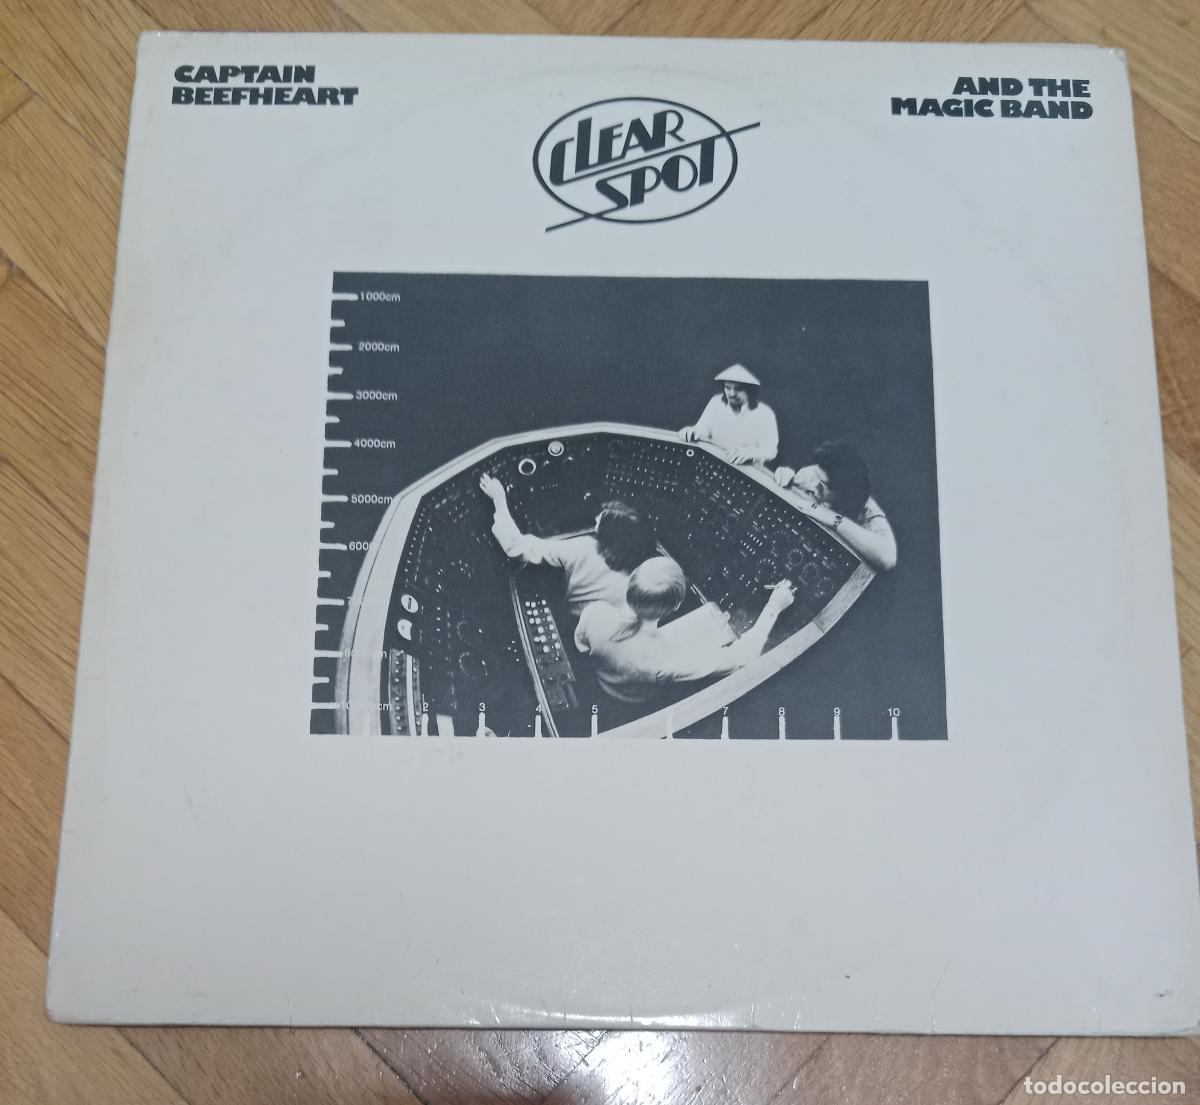 CAPTAIN
BEEFHEART
AND THE
MAGIC BAND
CLEAR
SPOT
1000cm
2000cm
3000cm
4000cm
5000cm
2 3 4 5 7 8 9 10
todocoleccion